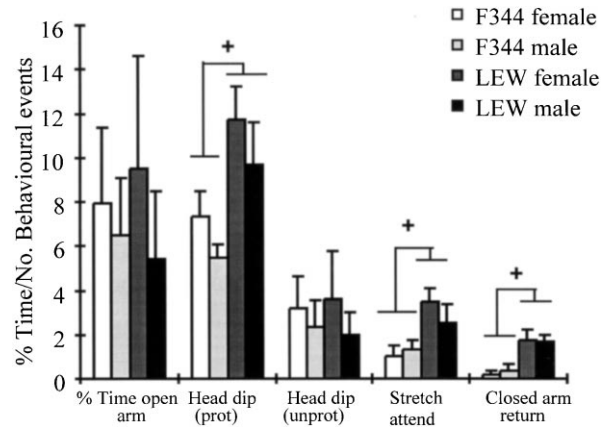 F344 female
F344 male
LEW female
LEW male
% Time/No. Behavioural events
16
14
12
10
8
6
4
2
0
+
+
+
% Time open
arm
Head dip
(prot)
Head dip
(unprot)
Stretch
attend
Closed arm
return